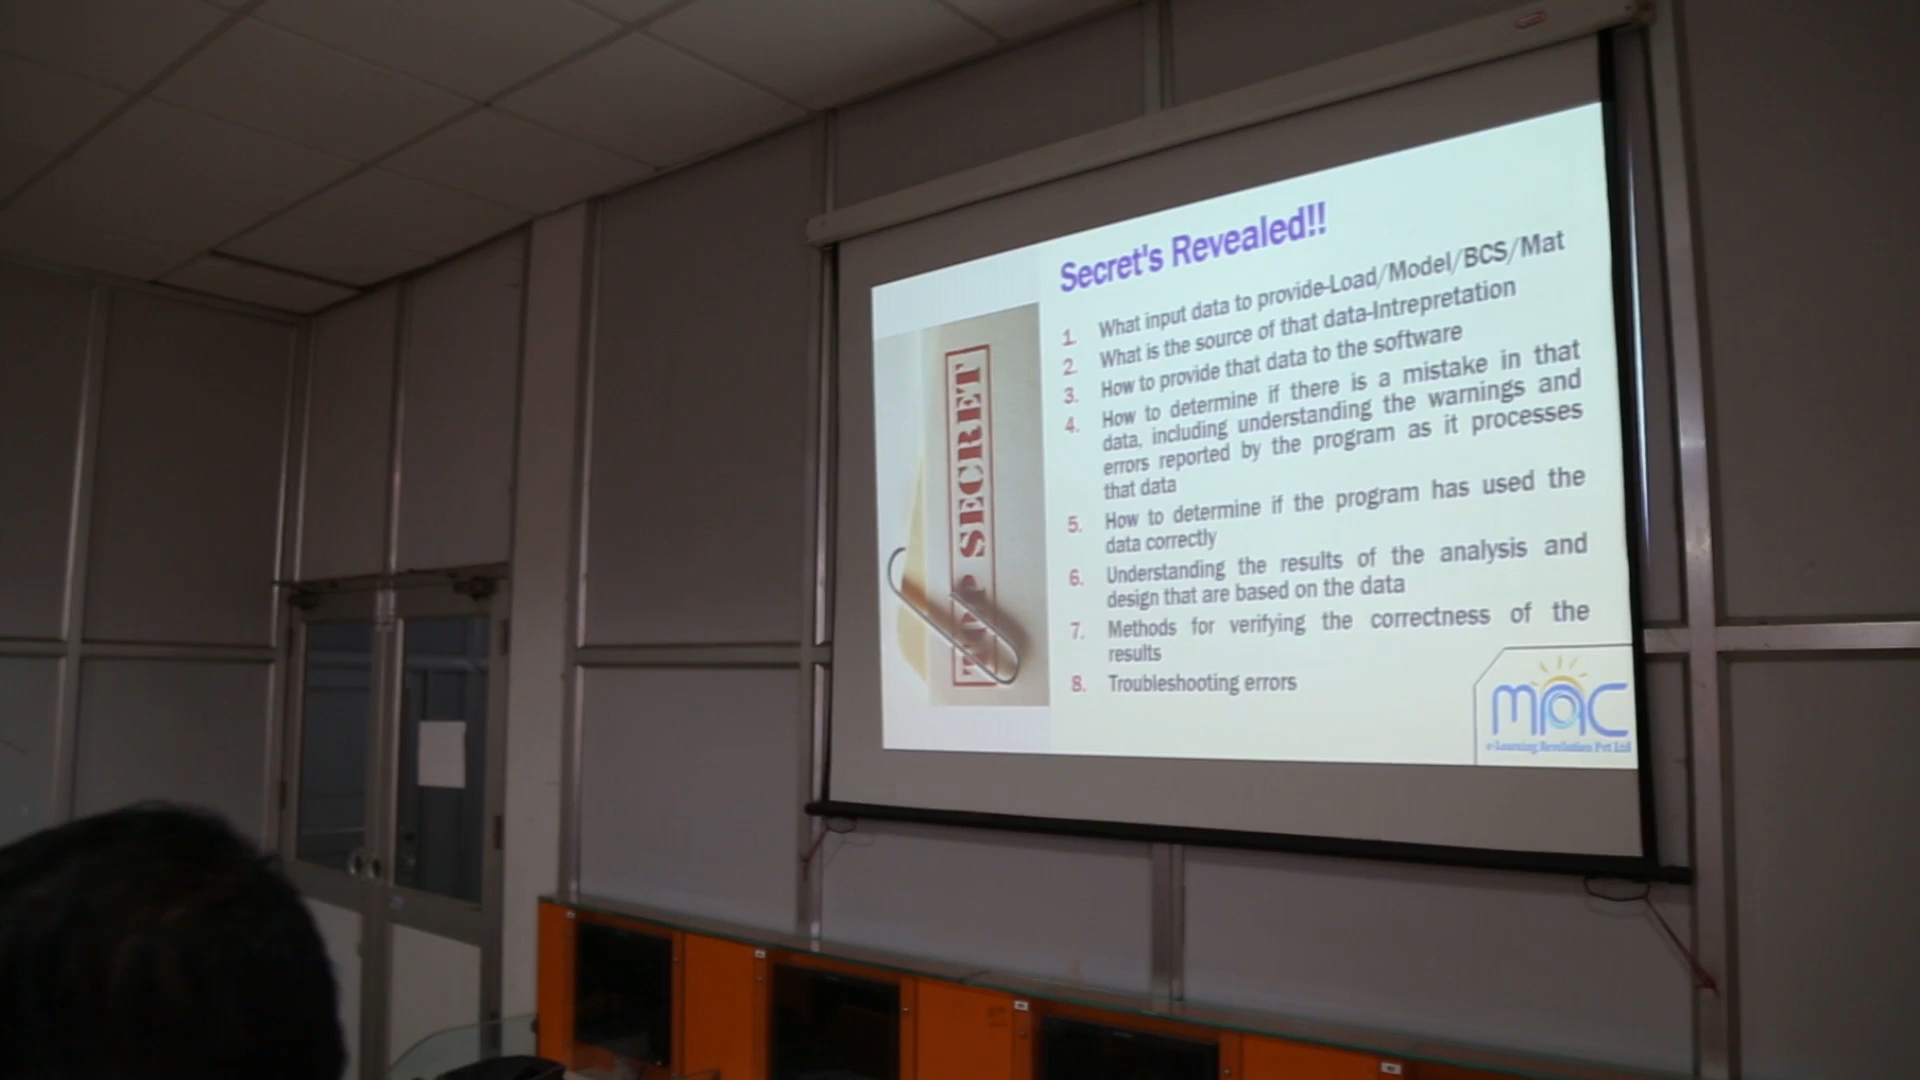 Secret's Revealed!!
1. What input data to provide-Load/Model/BCS/Mat
2. What is the source of that data-Intrepretation
3. How to provide that data to the software
4. How to determine if there is a mistake in that
data, including understanding the warnings and
errors reported by the program as it processes
that data
5. How to determine if the program has used the
data correctly
6. Understanding the results of the analysis and
design that are based on the data
7. Methods for verifying the correctness of the
results
8. Troubleshooting errors
TOP SECRET
MAC
e-Learning Revolution Pvt Ltd